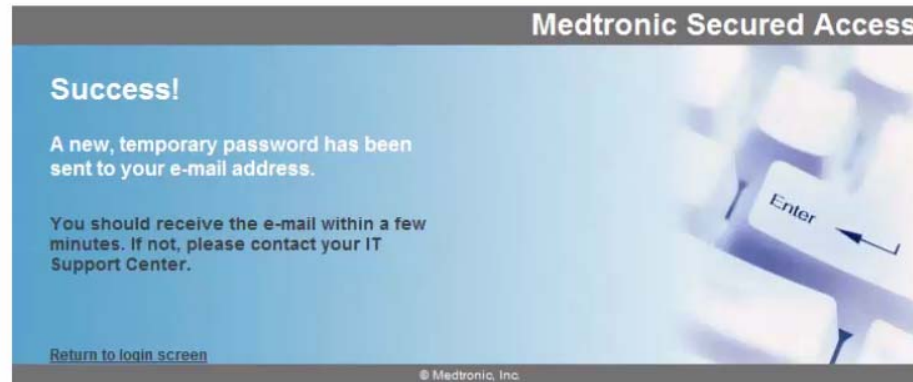 Medtronic Secured Access
Success!
A new, temporary password has been
sent to your e-mail address.
You should receive the e-mail within a few
minutes. If not, please contact your IT
Support Center.
Enter
Return to login screen
© Medtronic, Inc.